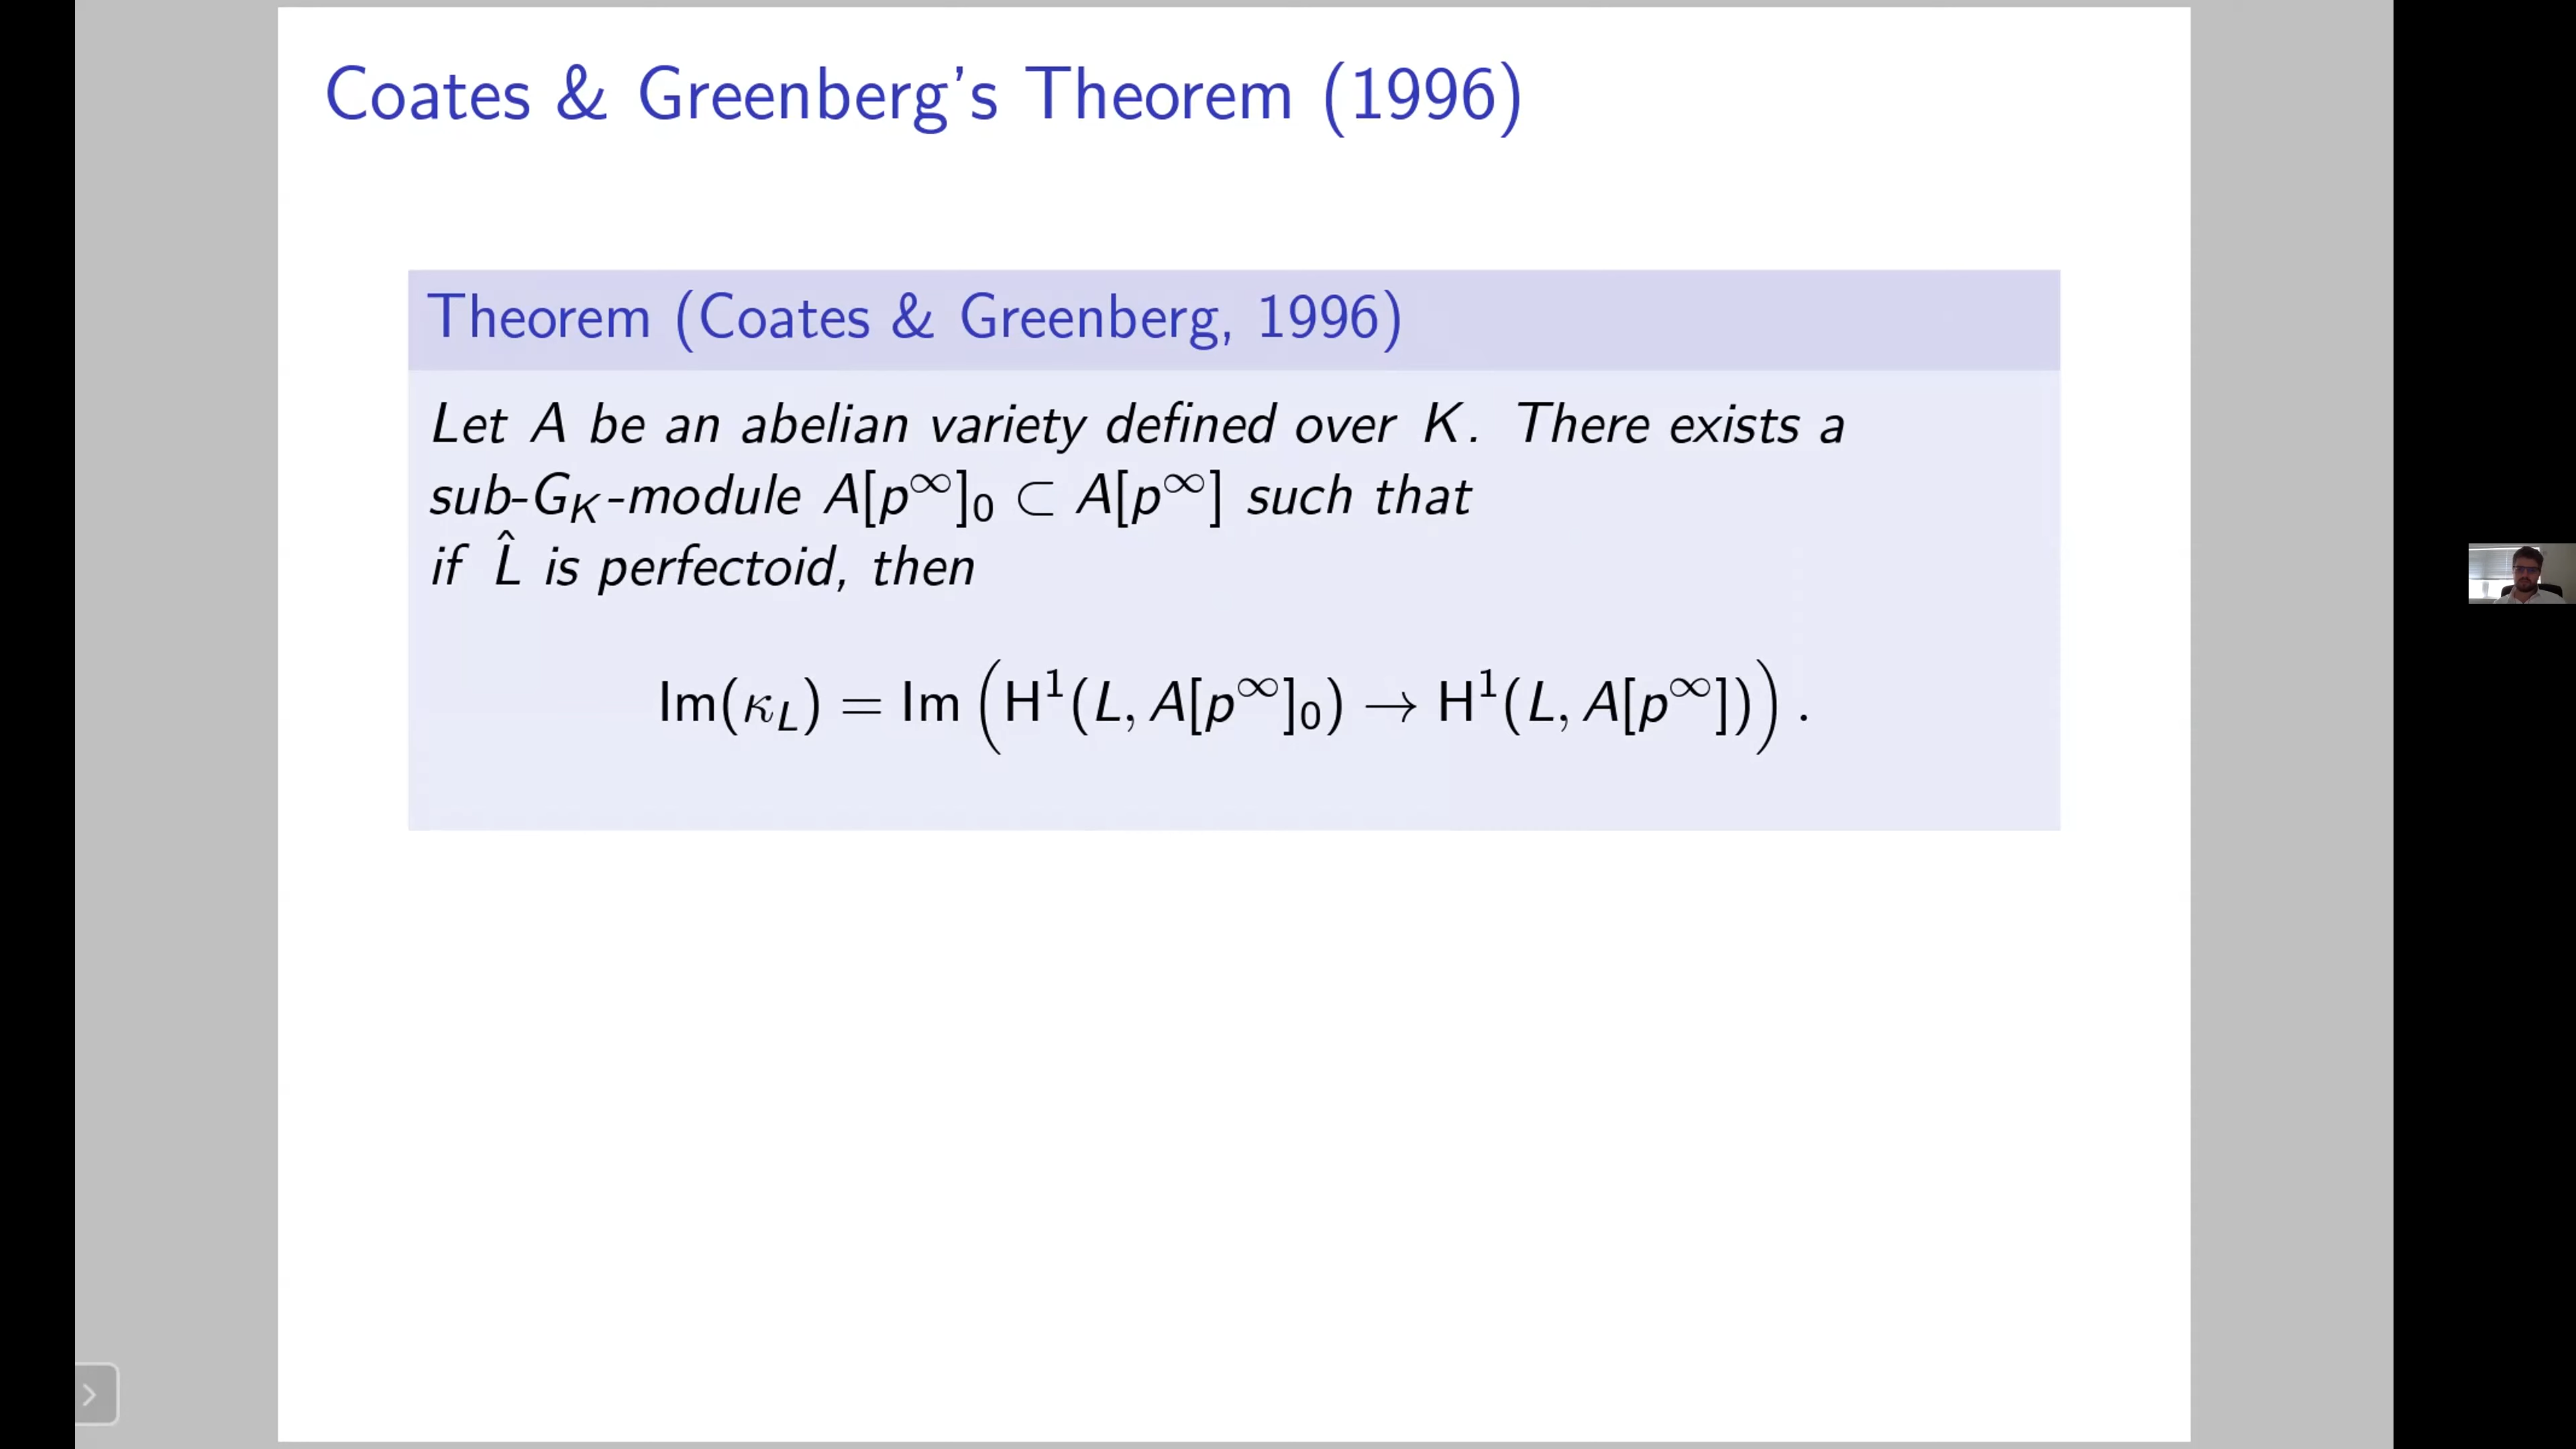 Coates & Greenberg's Theorem (1996)
Theorem (Coates & Greenberg, 1996)
Let A be an abelian variety defined over K. There exists a
sub-G_K-module A[p^∞]_0 ⊂ A[p^∞] such that
if L̂ is perfectoid, then
Im(κ_L) = Im (H^1(L, A[p^∞]_0) → H^1(L, A[p^∞])) .